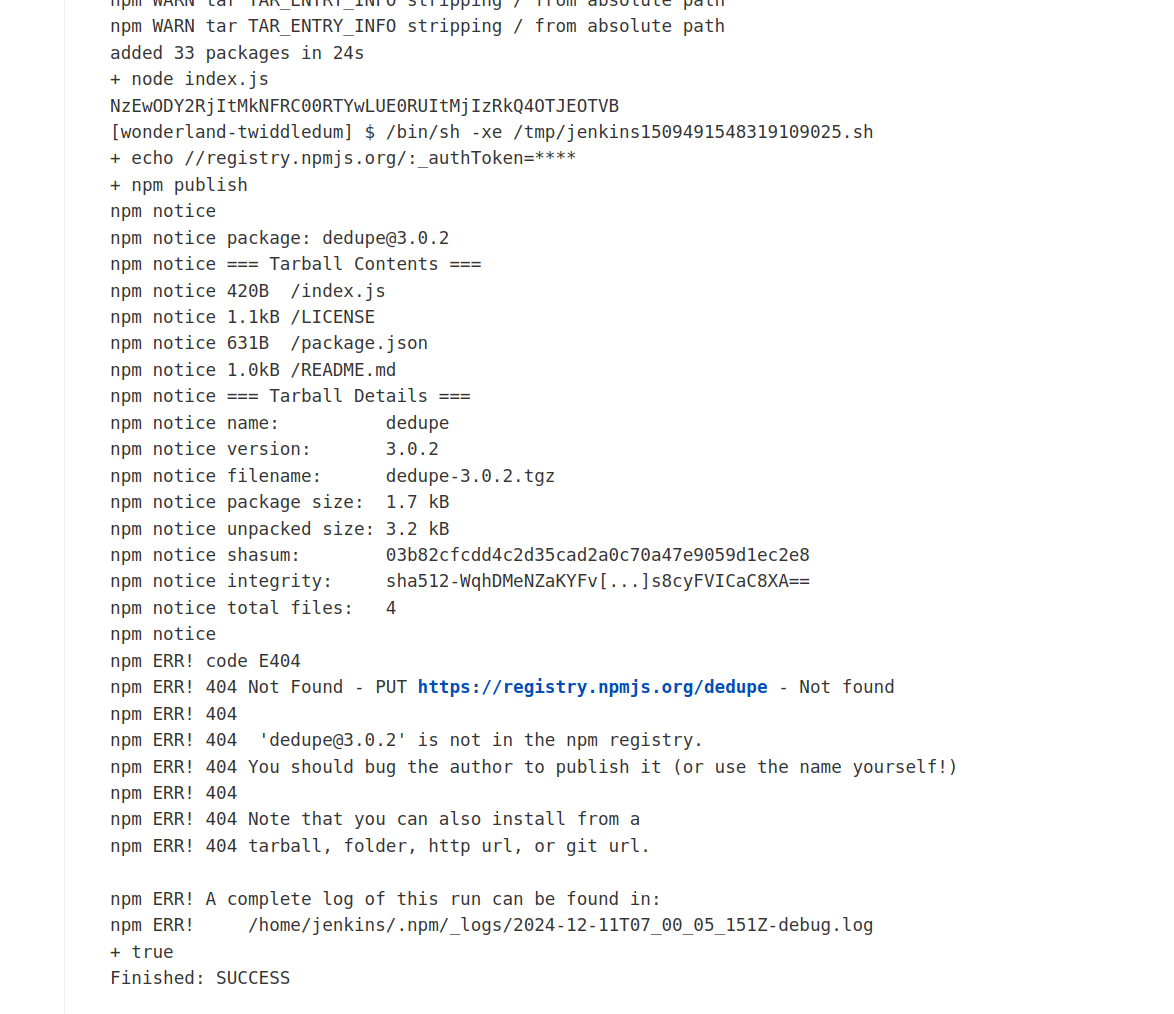 npm WARN tar TAR_ENTRY_INFO stripping / from absolute path
npm WARN tar TAR_ENTRY_INFO stripping / from absolute path
added 33 packages in 24s
+ node index.js
NzEwODY2RjItMkNFRC00RTYwLUE0RUItMjIzRkQ4OTJEOTVB
[wonderland-twiddledum] $ /bin/sh -xe /tmp/jenkins1509491548319109025.sh
+ echo //registry.npmjs.org/:_authToken=****
+ npm publish
npm notice
npm notice package: dedupe@3.0.2
npm notice === Tarball Contents ===
npm notice 420B  /index.js
npm notice 1.1kB /LICENSE
npm notice 631B  /package.json
npm notice 1.0kB /README.md
npm notice === Tarball Details ===
npm notice name:          dedupe
npm notice version:       3.0.2
npm notice filename:      dedupe-3.0.2.tgz
npm notice package size:  1.7 kB
npm notice unpacked size: 3.2 kB
npm notice shasum:        03b82cfcdd4c2d35cad2a0c70a47e9059d1ec2e8
npm notice integrity:     sha512-WqhDMeNZaKYFv[...]s8cyFVICaC8XA==
npm notice total files:   4
npm notice
npm ERR! code E404
npm ERR! 404 Not Found - PUT https://registry.npmjs.org/dedupe - Not found
npm ERR! 404
npm ERR! 404  'dedupe@3.0.2' is not in the npm registry.
npm ERR! 404 You should bug the author to publish it (or use the name yourself!)
npm ERR! 404
npm ERR! 404 Note that you can also install from a
npm ERR! 404 tarball, folder, http url, or git url.

npm ERR! A complete log of this run can be found in:
npm ERR!     /home/jenkins/.npm/_logs/2024-12-11T07_00_05_151Z-debug.log
+ true
Finished: SUCCESS